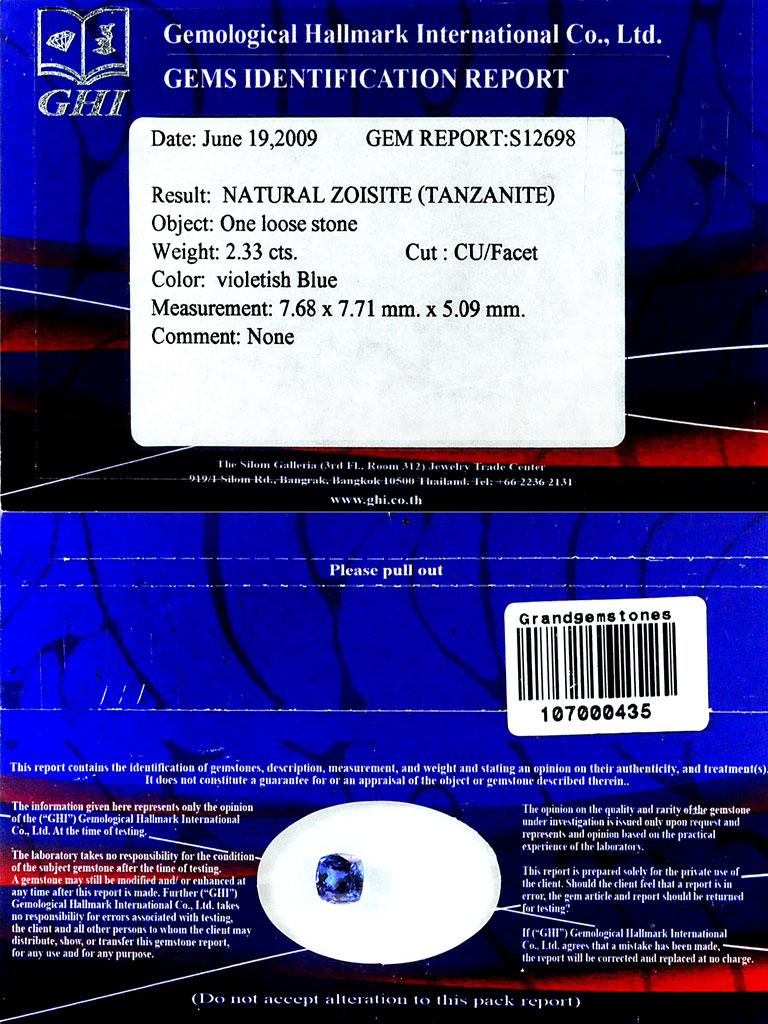 GHI
Gemological Hallmark International Co., Ltd.
GEMS IDENTIFICATION REPORT
Date: June 19,2009 GEM REPORT:S12698
Result: NATURAL ZOISITE (TANZANITE)
Object: One loose stone
Weight: 2.33 cts. Cut : CU/Facet
Color: violetish Blue
Measurement: 7.68 x 7.71 mm. x 5.09 mm.
Comment: None
The Silom Galleria (3rd Fl., Room 312) Jewelry Trade Center
919/1 Silom Rd., Bangrak, Bangkok 10500 Thailand. Tel: +66 2236 2131
www.ghi.co.th
Please pull out
Grandgemstones
107000435
This report contains the identification of gemstones, description, measurement, and weight and stating an opinion on their authenticity, and treatment(s).
It does not constitute a guarantee for or an appraisal of the object or gemstone described therein..
The information given here represents only the opinion
of the ("GHI") Gemological Hallmark International
Co., Ltd. At the time of testing.
The laboratory takes no responsibility for the condition
of the subject gemstone after the time of testing.
A gemstone may still be modified and/ or enhanced at
any time after this report is made. Further ("GHI")
Gemological Hallmark International Co., Ltd. takes
no responsibility for errors associated with testing,
the client and all other persons to whom the client may
distribute, show, or transfer this gemstone report,
for any use and for any purpose.
The opinion on the quality and rarity of the gemstone
under investigation is issued only upon request and
represents and opinion based on the practical
experience of the laboratory.
This report is prepared solely for the private use of
the client. Should the client feel that a report is in
error, the gem article and report should be returned
for testing?
If ("GHI") Gemological Hallmark International
Co., Ltd. agrees that a mistake has been made,
the report will be corrected and replaced at no charge.
(Do not accept alteration to this pack report)